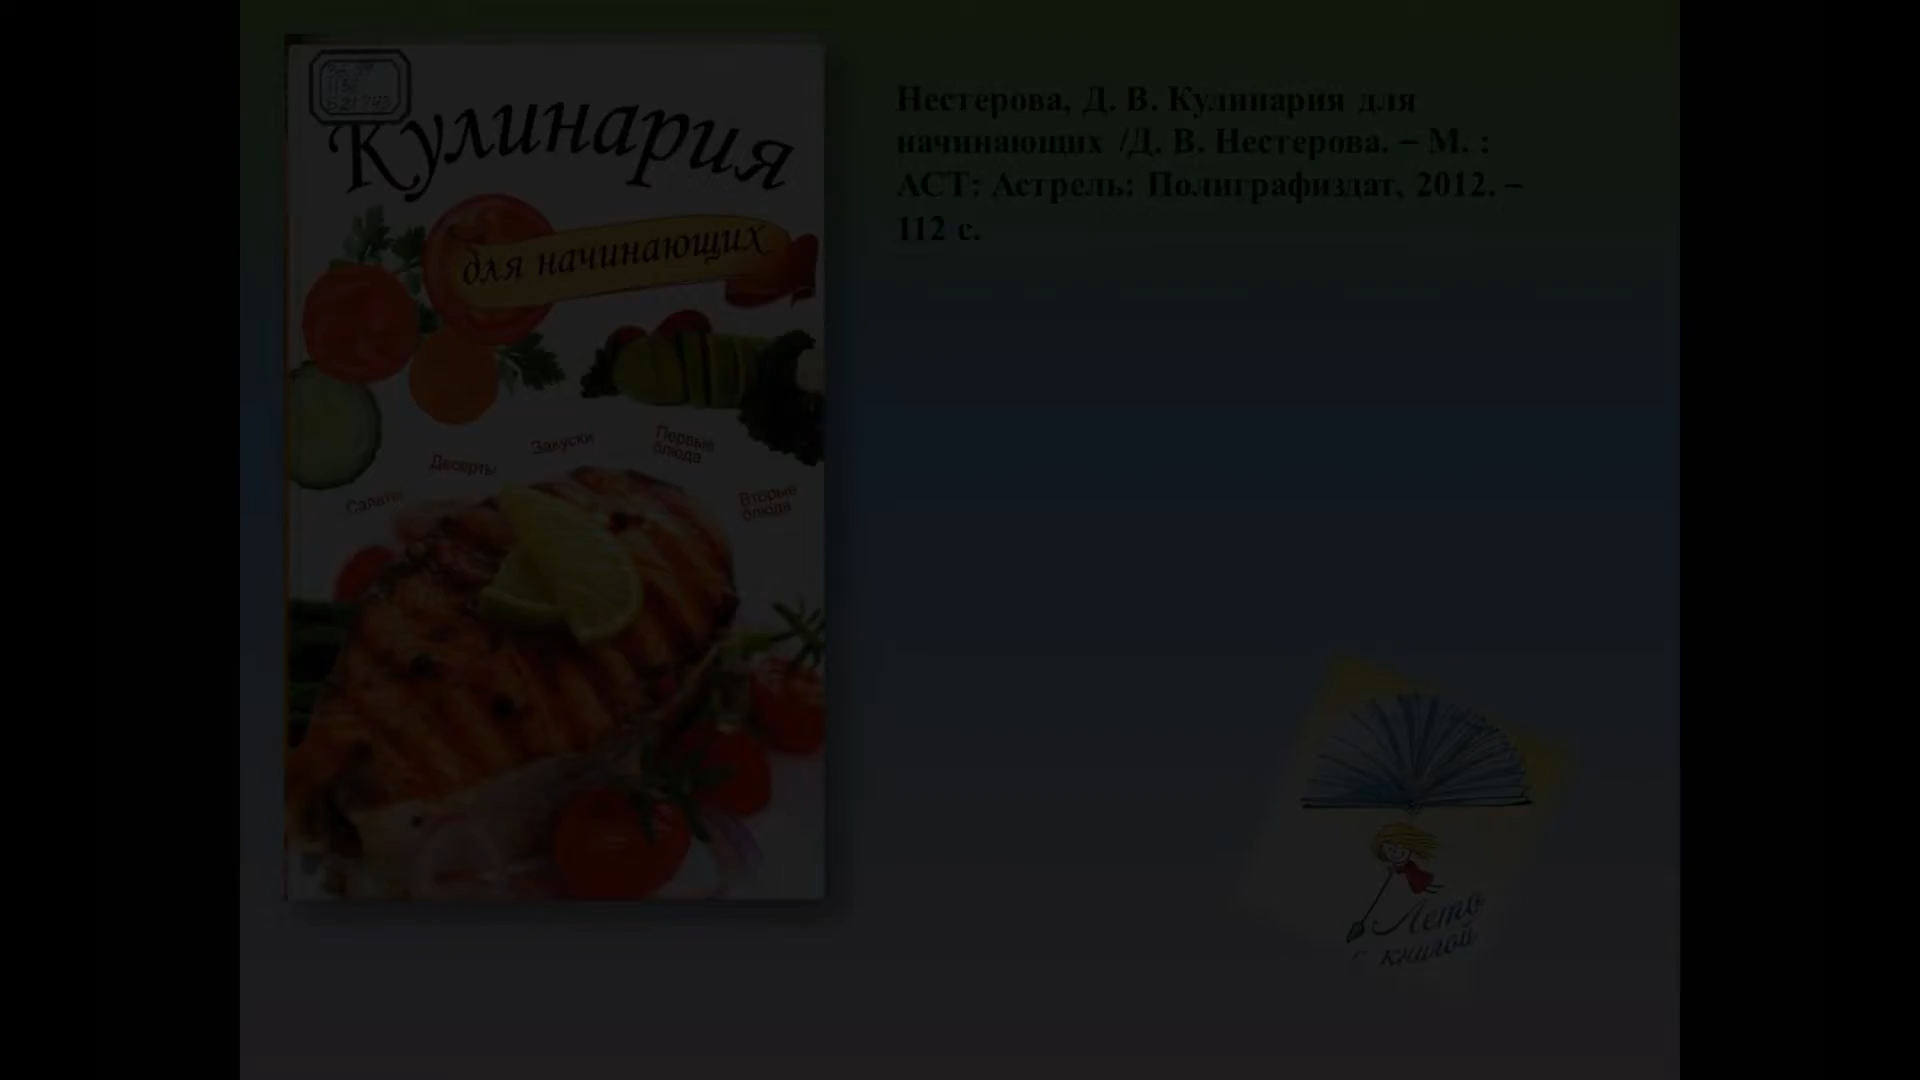 Кулинария
для начинающих
Закуски
Первые
блюда
Десерты
Салаты
Вторые
блюда
Нестерова, Д. В. Кулинария для
начинающих /Д. В. Нестерова. – М. :
АСТ: Астрель: Полиграфиздат, 2012. –
112 с.
Лето
с книгой